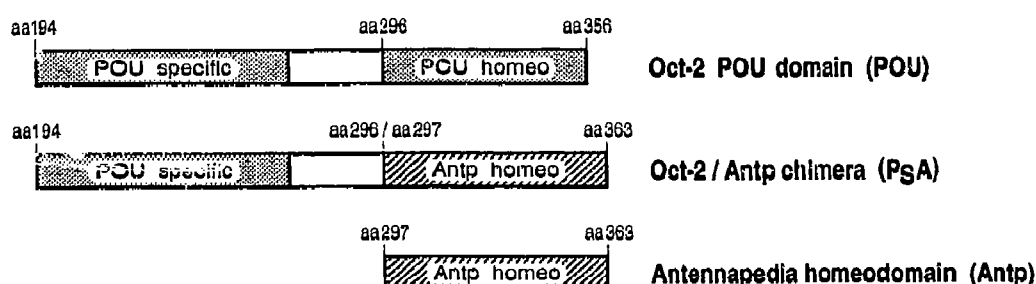 aa194 aa296 aa356
POU specific POU homeo Oct-2 POU domain (POU)
aa194 aa296 / aa297 aa363
POU specific Antp homeo Oct-2 / Antp chimera (PSA)
aa297 aa363
Antp homeo Antennapedia homeodomain (Antp)